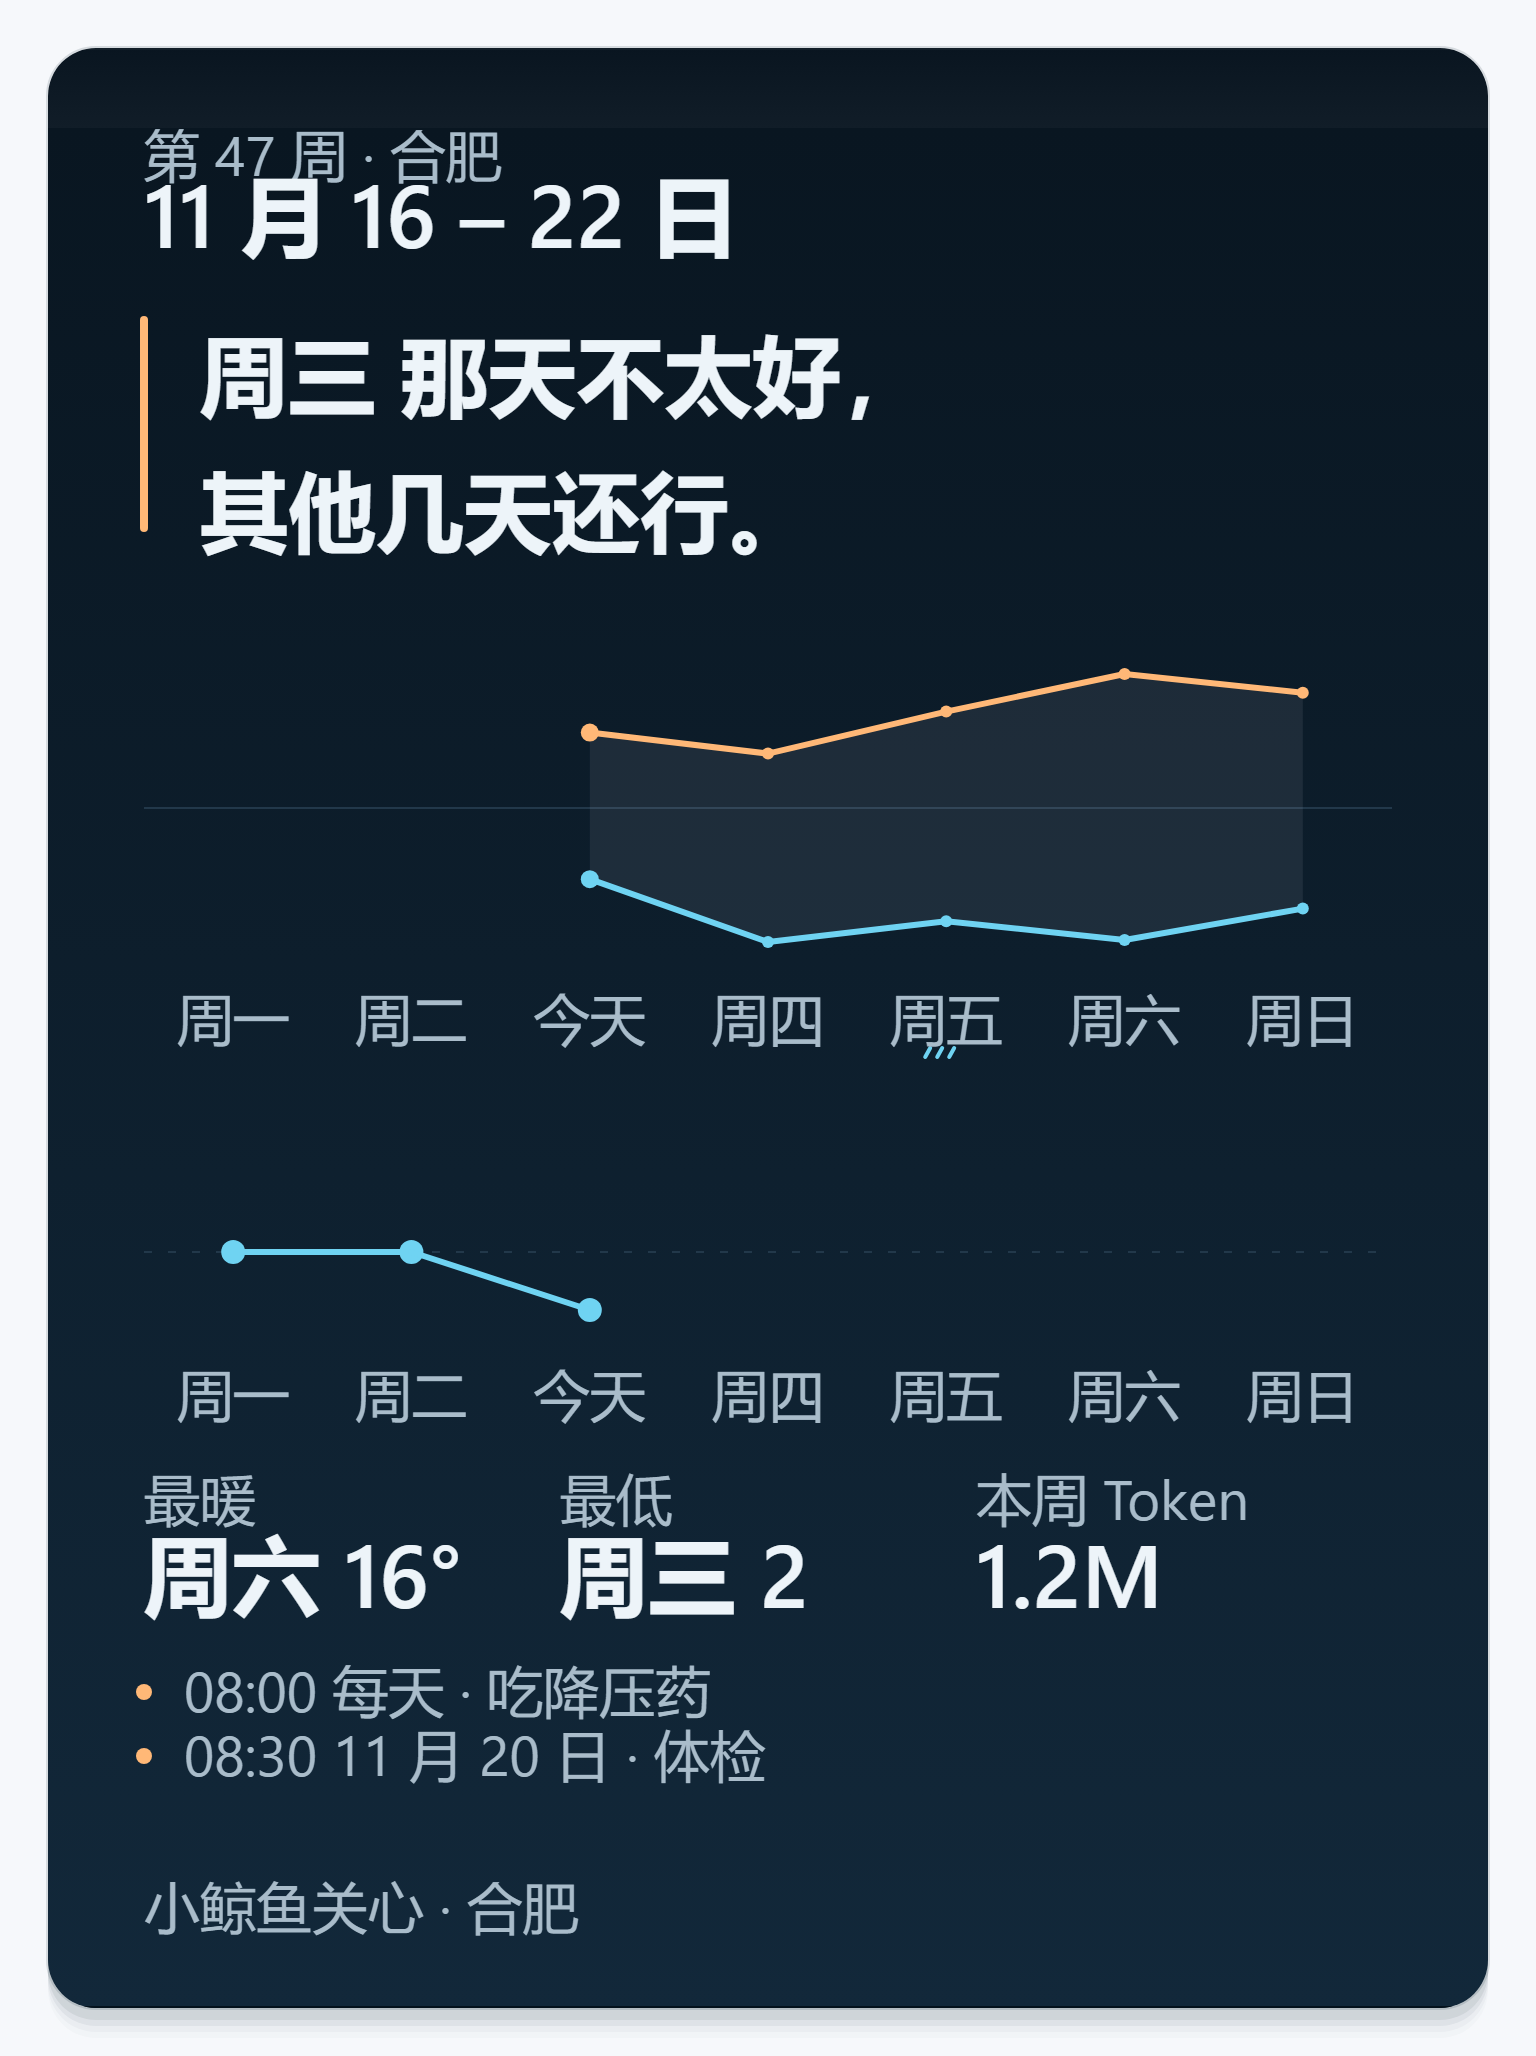 第 47 周 · 合肥
11 月 16 – 22 日
周三 那天不太好，
其他几天还行。
周一 周二 今天 周四 周五 周六 周日
周一 周二 今天 周四 周五 周六 周日
最暖 最低 本周 Token
周六 16° 周三 2 1.2M
08:00 每天 · 吃降压药
08:30 11 月 20 日 · 体检
小鲸鱼关心 · 合肥